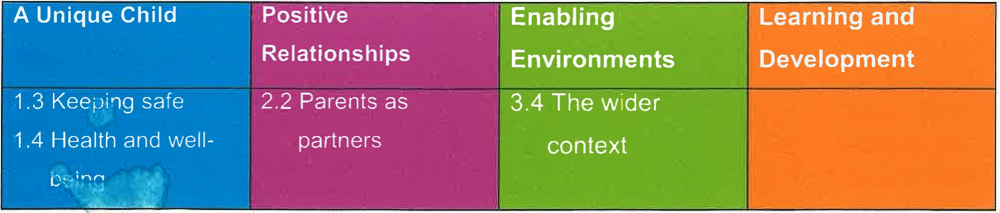 A Unique Child
Positive
Relationships
Enabling
Environments
Learning and
Development
1.3 Keeping safe
1.4 Health and well-
being
2.2 Parents as
partners
3.4 The wider
context